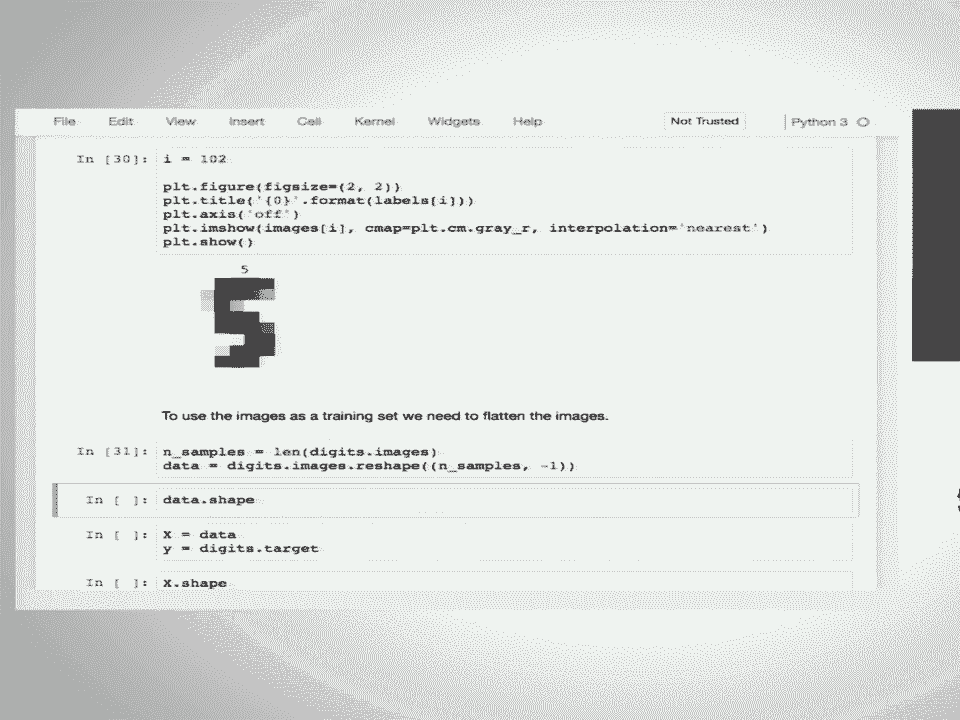 File Edit View Insert Cell Kernel Widgets Help Not Trusted Python 3
In [30]: i = 102
plt.figure(figsize=(2, 2))
plt.title('{0}'.format(labels[i]))
plt.axis('off')
plt.imshow(images[i], cmap=plt.cm.gray_r, interpolation='nearest')
plt.show()
5
To use the images as a training set we need to flatten the images.
In [31]: n_samples = len(digits.images)
data = digits.images.reshape((n_samples, -1))
In [ ]: data.shape
In [ ]: X = data
y = digits.target
In [ ]: X.shape